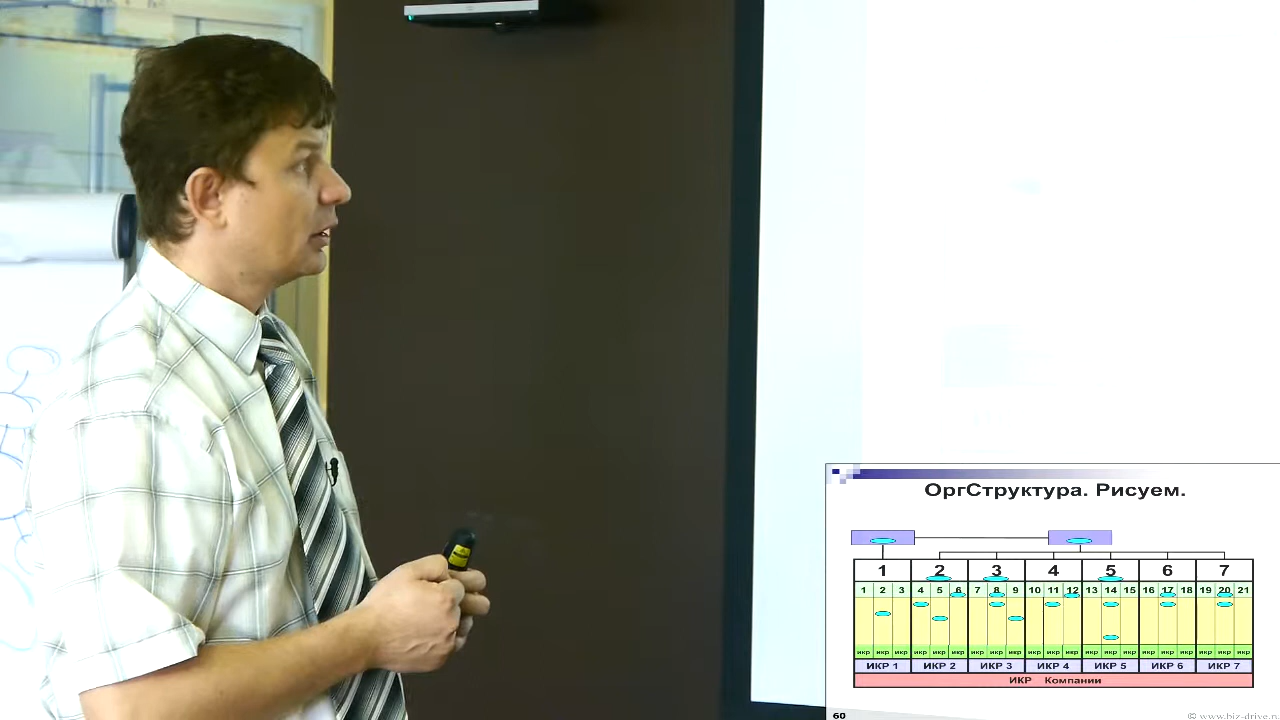 ОргСтруктура. Рисуем.
1 2 3 4 5 6 7
1 2 3 4 5 6 7 8 9 10 11 12 13 14 15 16 17 18 19 20 21
икр икр икр икр икр икр икр икр икр икр икр икр икр икр икр икр икр икр икр икр икр
ИКР 1 ИКР 2 ИКР 3 ИКР 4 ИКР 5 ИКР 6 ИКР 7
ИКР Компании
60
© www.biz-drive.r